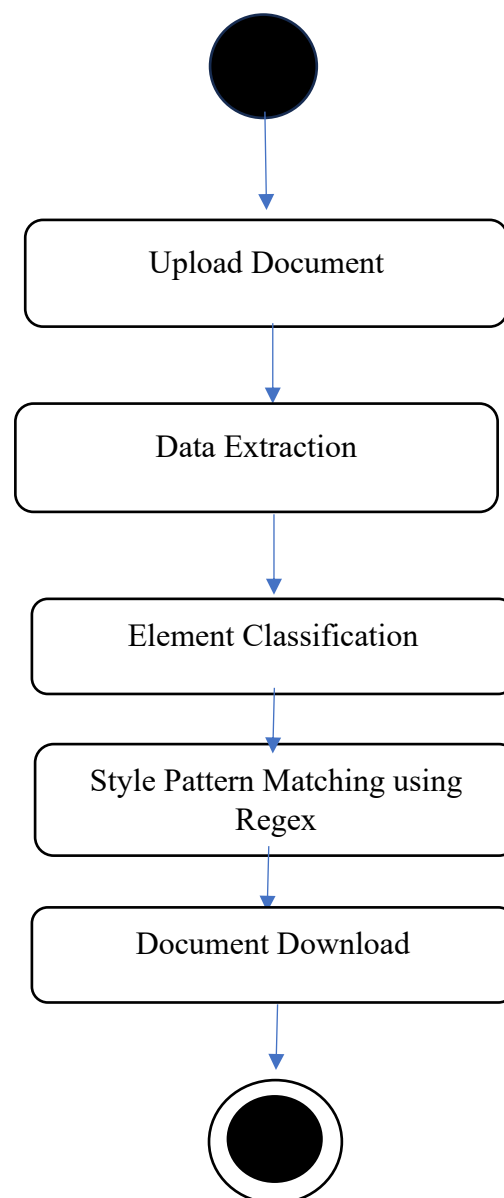 Upload Document
Data Extraction
Element Classification
Style Pattern Matching using
Regex
Document Download